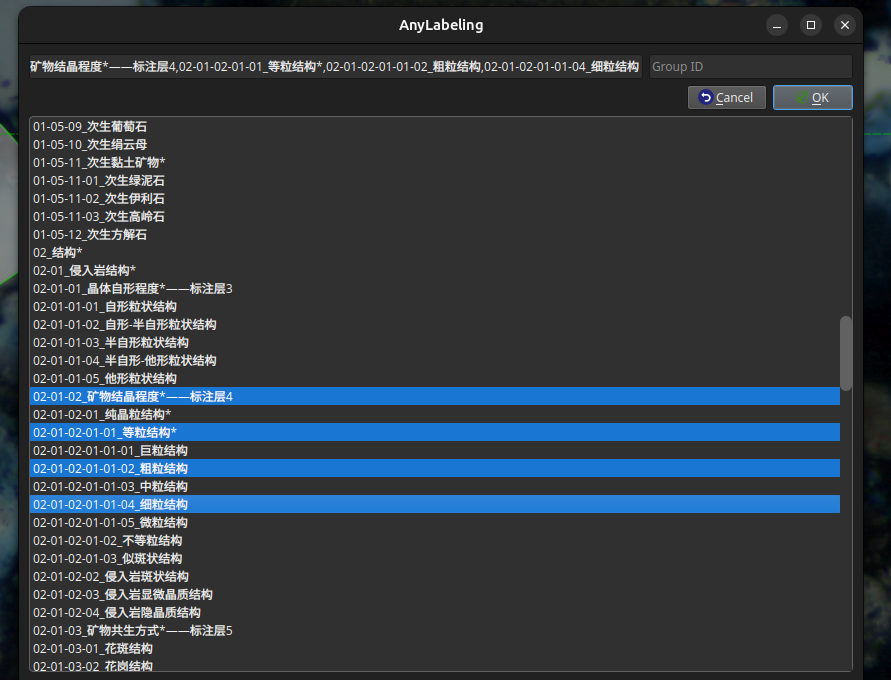 AnyLabeling
矿物结晶程度*——标注层4,02-01-02-01-01_等粒结构*,02-01-02-01-01-02_粗粒结构,02-01-02-01-01-04_细粒结构
Group ID
Cancel
OK
01-05-09_次生葡萄石
01-05-10_次生绢云母
01-05-11_次生黏土矿物*
01-05-11-01_次生绿泥石
01-05-11-02_次生伊利石
01-05-11-03_次生高岭石
01-05-12_次生方解石
02_结构*
02-01_侵入岩结构*
02-01-01_晶体自形程度*——标注层3
02-01-01-01_自形粒状结构
02-01-01-02_自形-半自形粒状结构
02-01-01-03_半自形粒状结构
02-01-01-04_半自形-他形粒状结构
02-01-01-05_他形粒状结构
02-01-02_矿物结晶程度*——标注层4
02-01-02-01_纯晶粒结构*
02-01-02-01-01_等粒结构*
02-01-02-01-01-01_巨粒结构
02-01-02-01-01-02_粗粒结构
02-01-02-01-01-03_中粒结构
02-01-02-01-01-04_细粒结构
02-01-02-01-01-05_微粒结构
02-01-02-01-02_不等粒结构
02-01-02-01-03_似斑状结构
02-01-02-02_侵入岩斑状结构
02-01-02-03_侵入岩显微晶质结构
02-01-02-04_侵入岩隐晶质结构
02-01-03_矿物共生方式*——标注层5
02-01-03-01_花斑结构
02-01-03-02_花岗结构